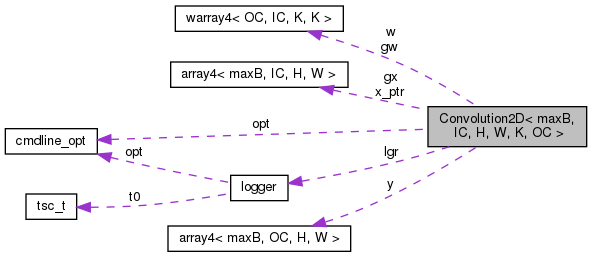 warray4< OC, IC, K, K >
w
gw
array4< maxB, IC, H, W >
gx
x_ptr
Convolution2D< maxB,
IC, H, W, K, OC >
opt
cmdline_opt
opt
lgr
logger
t0
y
tsc_t
array4< maxB, OC, H, W >